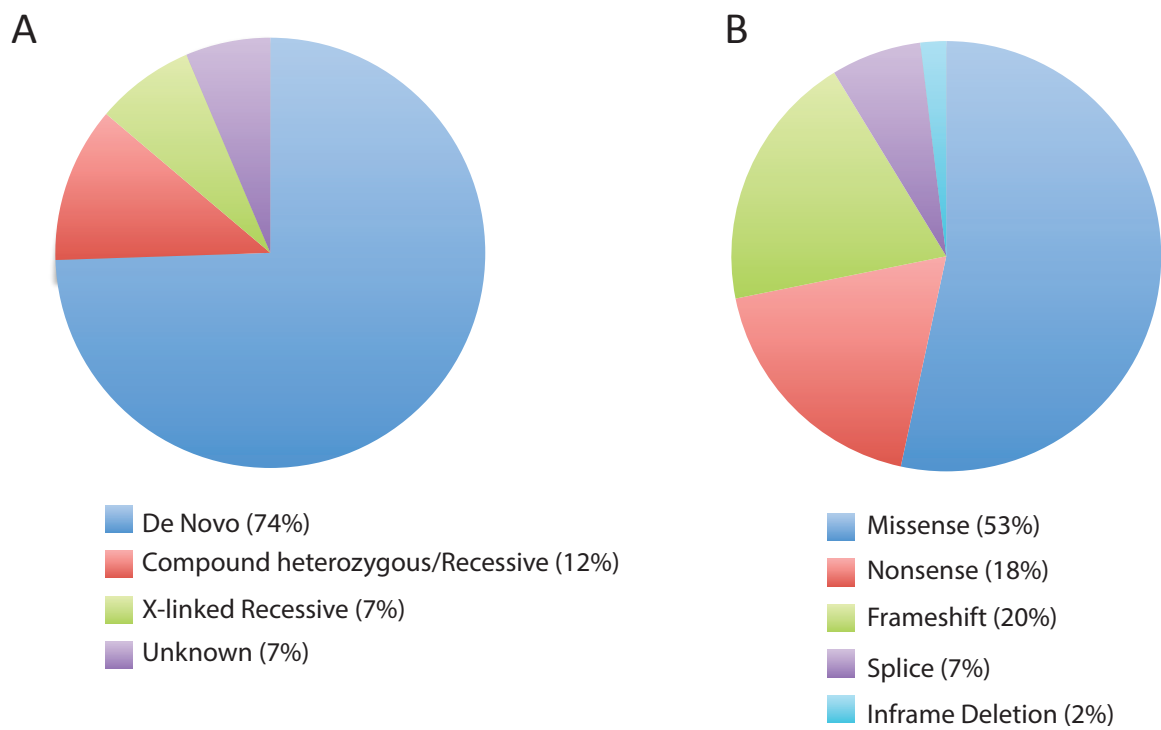 A
De Novo (74%)
Compound heterozygous/Recessive (12%)
X-linked Recessive (7%)
Unknown (7%)
B
Missense (53%)
Nonsense (18%)
Frameshift (20%)
Splice (7%)
Inframe Deletion (2%)